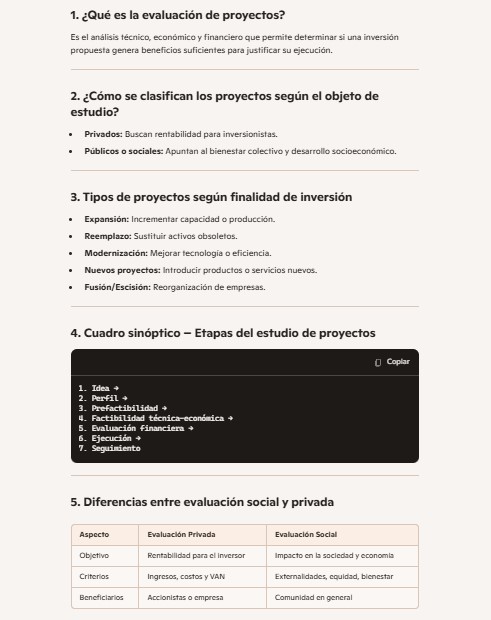 1. ¿Qué es la evaluación de proyectos?
Es el análisis técnico, económico y financiero que permite determinar si una inversión
propuesta genera beneficios suficientes para justificar su ejecución.
2. ¿Cómo se clasifican los proyectos según el objeto de
estudio?
• Privados: Buscan rentabilidad para inversionistas.
• Públicos o sociales: Apuntan al bienestar colectivo y desarrollo socioeconómico.
3. Tipos de proyectos según finalidad de inversión
• Expansión: Incrementar capacidad o producción.
• Reemplazo: Sustituir activos obsoletos.
• Modernización: Mejorar tecnología o eficiencia.
• Nuevos proyectos: Introducir productos o servicios nuevos.
• Fusión/Escisión: Reorganización de empresas.
4. Cuadro sinóptico – Etapas del estudio de proyectos
Copiar
1. Idea →
2. Perfil →
3. Prefactibilidad →
4. Factibilidad técnica-económica →
5. Evaluación financiera →
6. Ejecución →
7. Seguimiento
5. Diferencias entre evaluación social y privada
Aspecto Evaluación Privada Evaluación Social
Objetivo Rentabilidad para el inversor Impacto en la sociedad y economía
Criterios Ingresos, costos y VAN Externalidades, equidad, bienestar
Beneficiarios Accionistas o empresa Comunidad en general